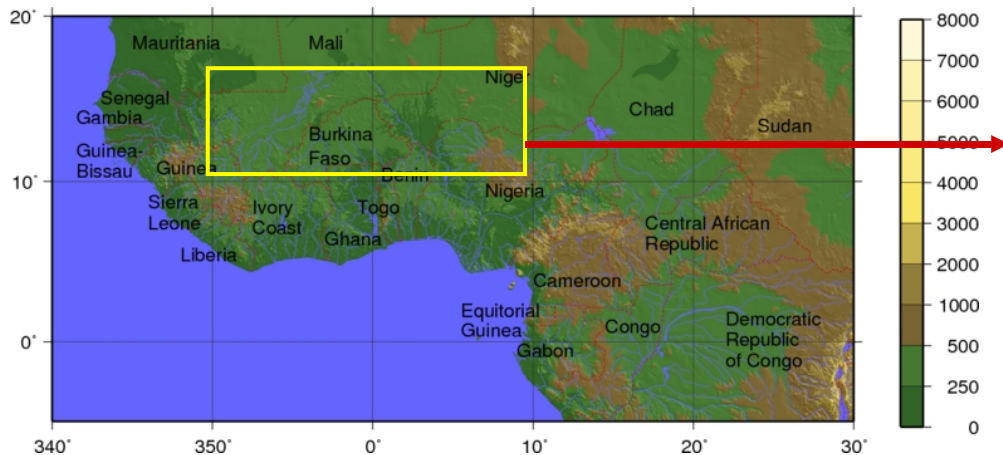 20°
Mauritania
Mali
Niger
Chad
Sudan
Senegal
Gambia
Guinea-
Bissau
Guinea
Burkina
Faso
Benin
Nigeria
10°
Sierra
Leone
Ivory
Coast
Togo
Ghana
Liberia
Central African
Republic
Cameroon
Equitorial
Guinea
Congo
Gabon
Democratic
Republic
of Congo
0°
340°
350°
0°
10°
20°
30°
8000
7000
6000
5000
4000
3000
2000
1000
500
250
0